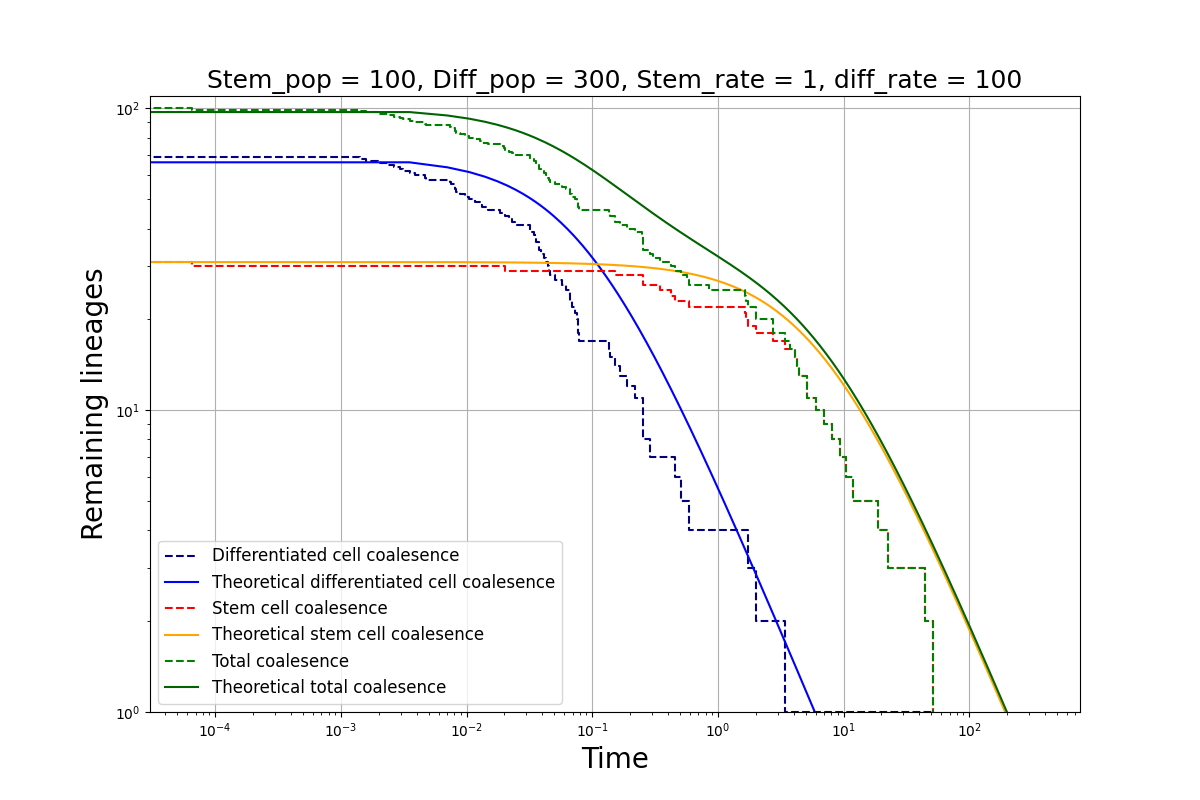 Stem_pop = 100, Diff_pop = 300, Stem_rate = 1, diff_rate = 100
10²
10¹
10⁰
Remaining lineages
Differentiated cell coalesence
Theoretical differentiated cell coalesence
Stem cell coalesence
Theoretical stem cell coalesence
Total coalesence
Theoretical total coalesence
10⁻⁴ 10⁻³ 10⁻² 10⁻¹ 10⁰ 10¹ 10²
Time